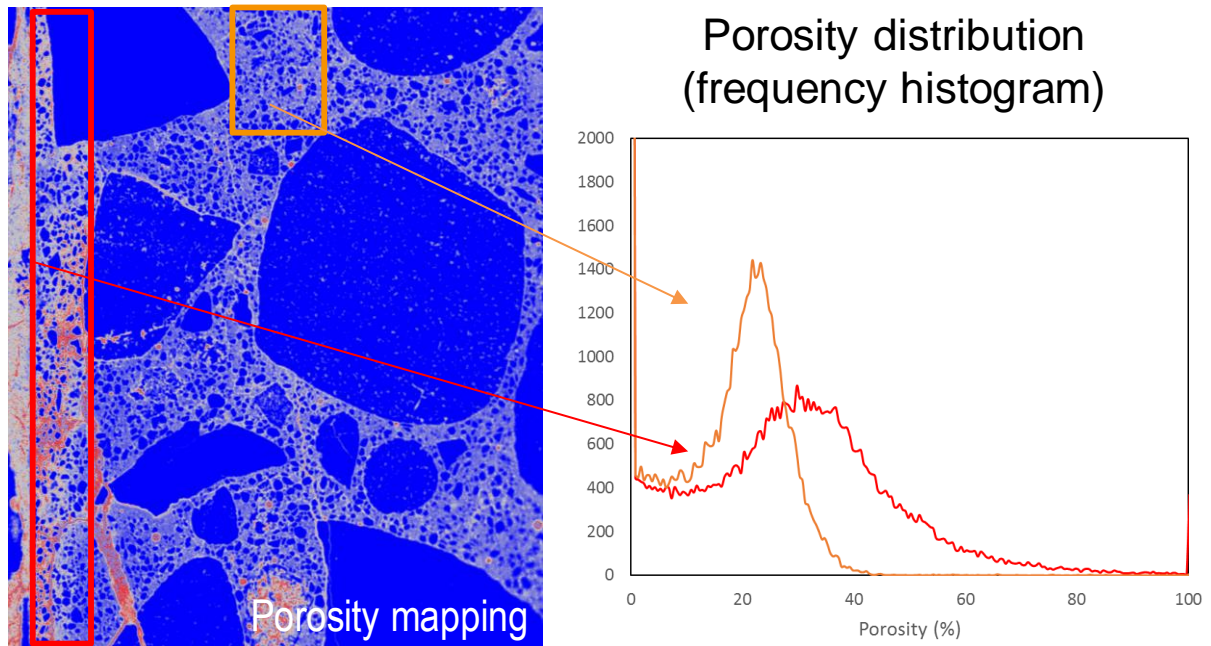 Porosity distribution
(frequency histogram)
2000
1800
1600
1400
1200
1000
800
600
400
200
0
0 20 40 60 80 100
Porosity (%)
Porosity mapping